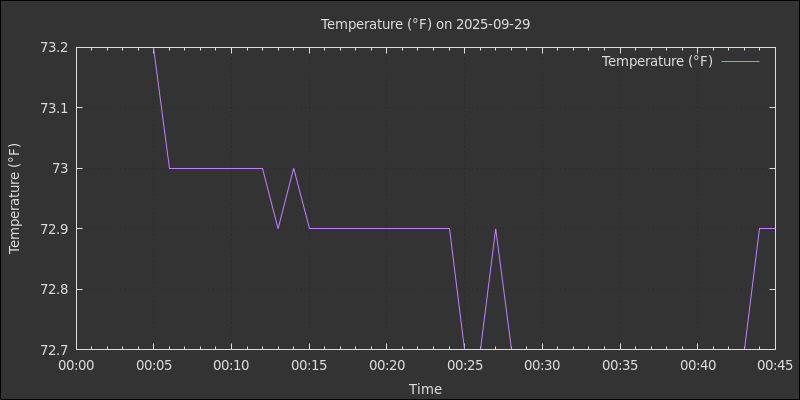 Temperature (°F) on 2025-09-29
Temperature (°F)
73.2
73.1
73
72.9
72.8
72.7
Temperature (°F)
00:00 00:05 00:10 00:15 00:20 00:25 00:30 00:35 00:40 00:45
Time